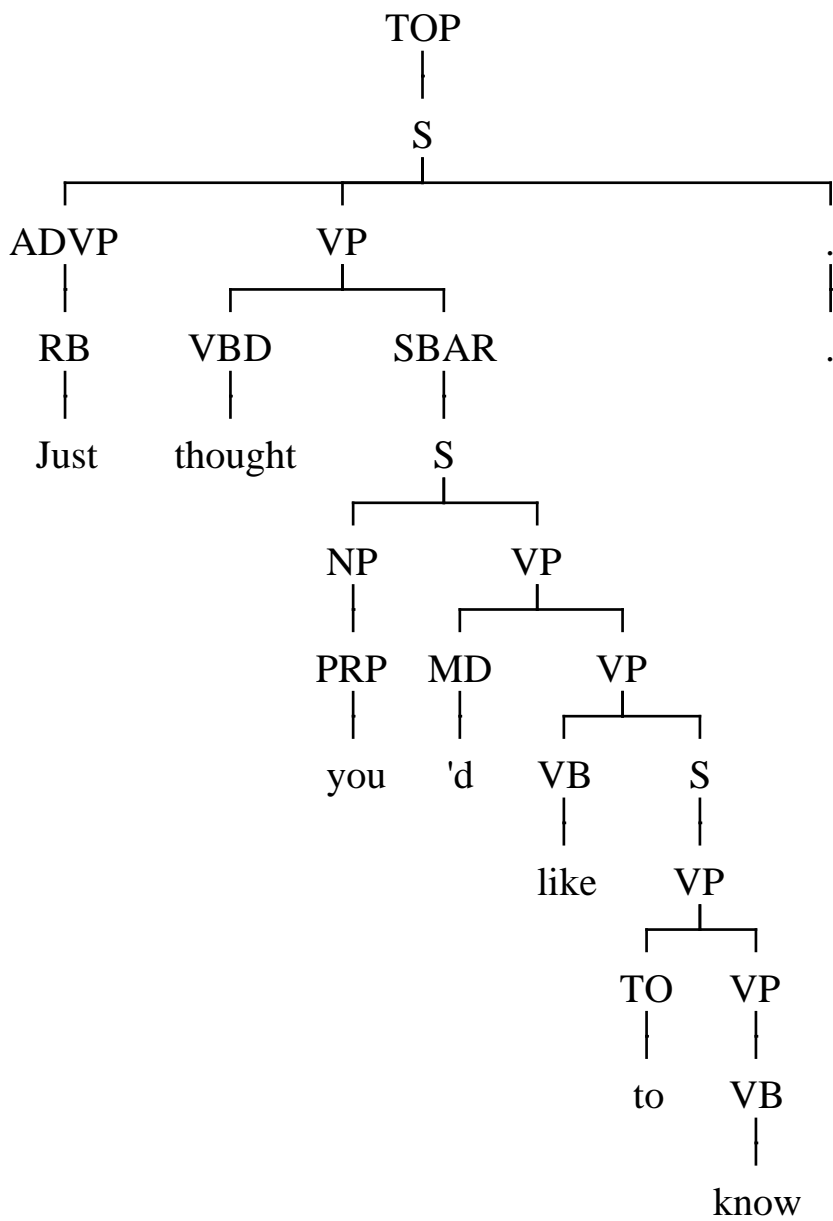 TOP
S
ADVP VP .
RB VBD SBAR .
Just thought S
NP VP
PRP MD VP
you 'd VB S
like VP
TO VP
to VB
know